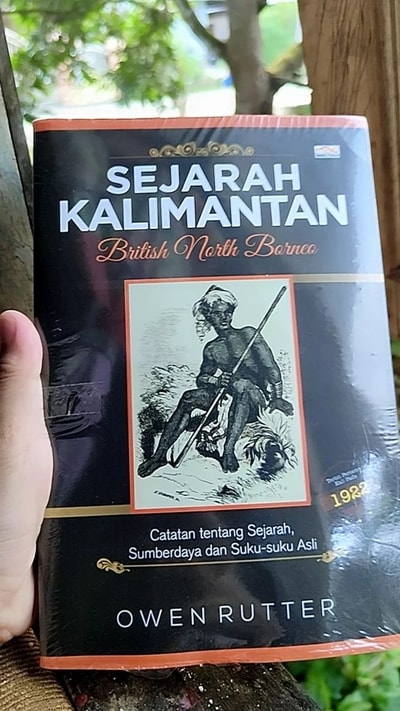 SEJARAH
KALIMANTAN
British North Borneo
1922
Catatan tentang Sejarah,
Sumberdaya dan Suku-suku Asli
OWEN RUTTER